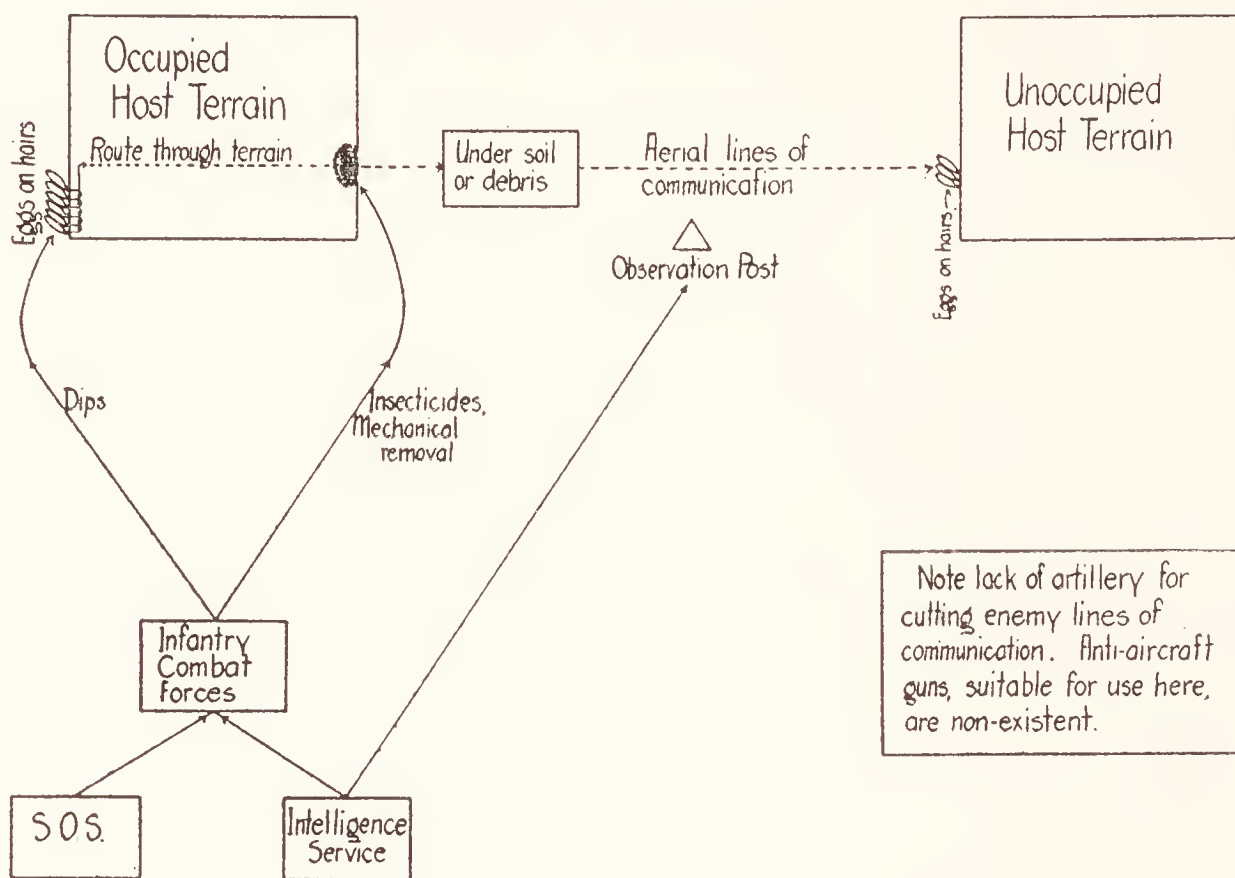 Occupied
Host Terrain
Route through terrain
Eggs on hairs
Under soil
or debris
Aerial lines of
communication
Observation Post
Unoccupied
Host Terrain
Eggs on hairs
Dips
Insecticides,
Mechanical
removal
Infantry
Combat
Forces
S O S.
Intelligence
Service
Note lack of artillery for
cutting enemy lines of
communication. Anti-aircraft
guns, suitable for use here,
are non-existent.